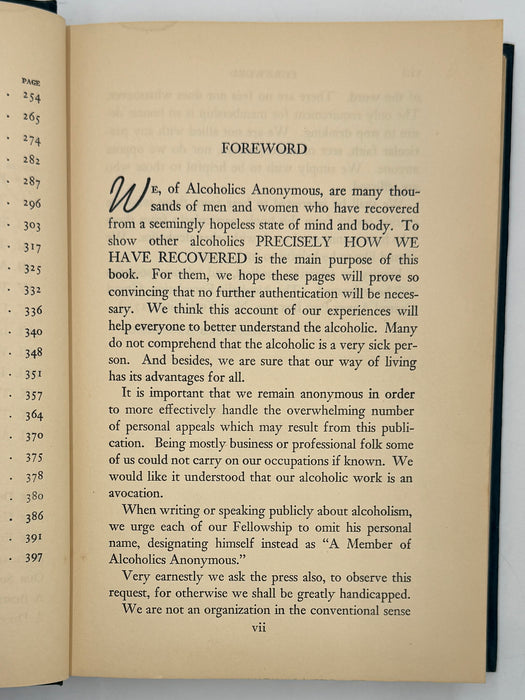 PAGE
. 254
. 265
. 274
. 282
. 287
. 296
. 303
. 317
. 325
. 332
. 336
. 340
. 348
. 351
. 357
. 364
. 370
. 375
. 378
. 380
. 386
. 391
. 397
FOREWORD
WE, of Alcoholics Anonymous, are many thou-
sands of men and women who have recovered
from a seemingly hopeless state of mind and body. To
show other alcoholics PRECISELY HOW WE
HAVE RECOVERED is the main purpose of this
book. For them, we hope these pages will prove so
convincing that no further authentication will be neces-
sary. We think this account of our experiences will
help everyone to better understand the alcoholic. Many
do not comprehend that the alcoholic is a very sick per-
son. And besides, we are sure that our way of living
has its advantages for all.
It is important that we remain anonymous in order
to more effectively handle the overwhelming number
of personal appeals which may result from this publi-
cation. Being mostly business or professional folk some
of us could not carry on our occupations if known. We
would like it understood that our alcoholic work is an
avocation.
When writing or speaking publicly about alcoholism,
we urge each of our Fellowship to omit his personal
name, designating himself instead as “A Member of
Alcoholics Anonymous.”
Very earnestly we ask the press also, to observe this
request, for otherwise we shall be greatly handicapped.
We are not an organization in the conventional sense
vii